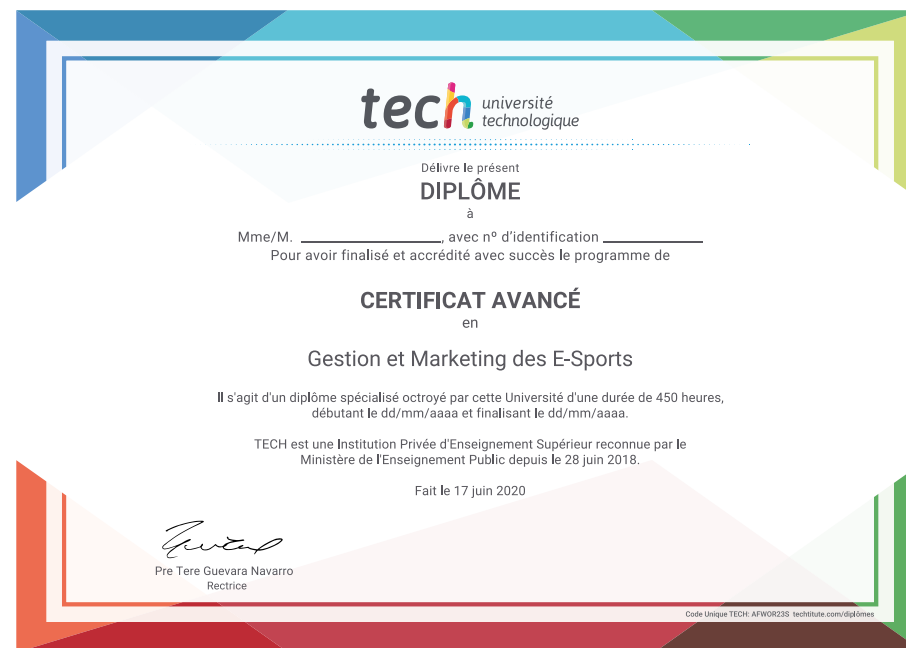 tech université
technologique
Délivre le présent
DIPLÔME
à
Mme/M. ____________________, avec nº d'identification ______________
Pour avoir finalisé et accrédité avec succès le programme de
CERTIFICAT AVANCÉ
en
Gestion et Marketing des E-Sports
Il s'agit d'un diplôme spécialisé octroyé par cette Université d'une durée de 450 heures,
débutant le dd/mm/aaaa et finalisant le dd/mm/aaaa.
TECH est une Institution Privée d'Enseignement Supérieur reconnue par le
Ministère de l'Enseignement Public depuis le 28 juin 2018.
Fait le 17 juin 2020
Pre Tere Guevara Navarro
Rectrice
Code Unique TECH: AFWOR23S techtitute.com/diplômes